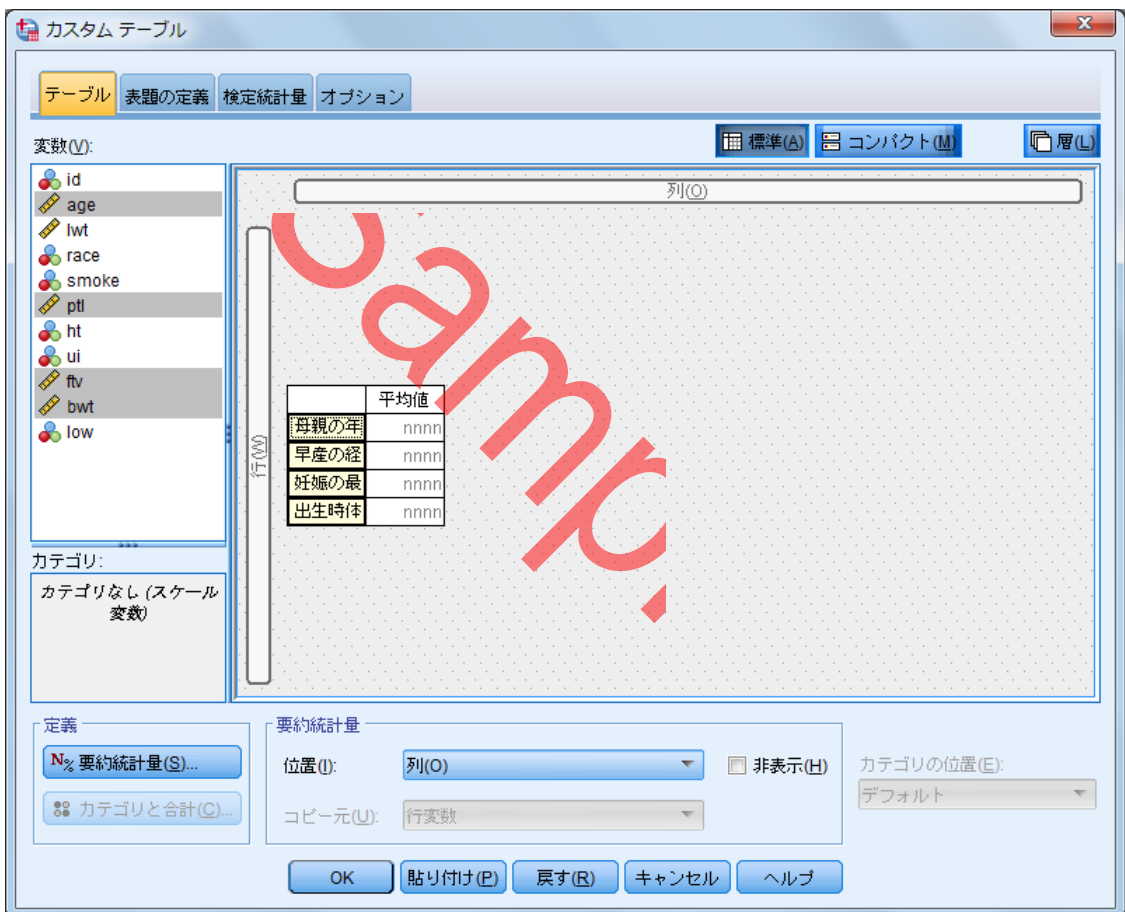 カスタム テーブル
テーブル 表題の定義 検定統計量 オプション
変数(V):
標準(A) コンパクト(M) 層(L)
id
age
lwt
race
smoke
ptl
ht
ui
ftv
bwt
low
列(O)
行(W)
平均値
母親の年 nnnn
早産の経 nnnn
妊娠の最 nnnn
出生時体 nnnn
Samp
カテゴリ:
カテゴリなし (スケール
変数)
定義
N% 要約統計量(S)...
カテゴリと合計(C)...
要約統計量
位置(I): 列(O) 非表示(H)
コピー元(U): 行変数
カテゴリの位置(E):
デフォルト
OK 貼り付け(P) 戻す(R) キャンセル ヘルプ